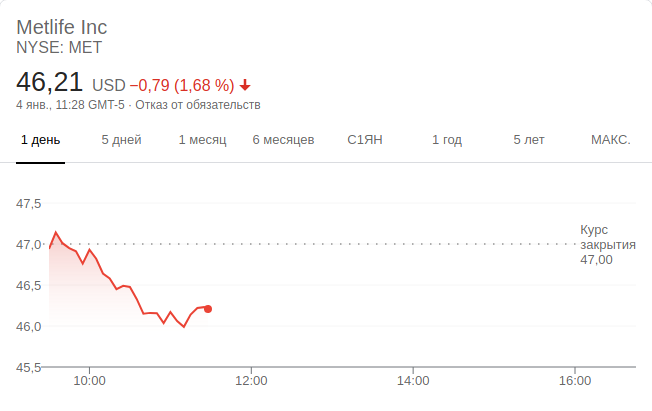 Metlife Inc
NYSE: MET
46,21 USD −0,79 (1,68 %)
4 янв., 11:28 GMT-5 · Отказ от обязательств
1 день 5 дней 1 месяц 6 месяцев С1ЯН 1 год 5 лет МАКС.
47,5
Курс
47,0 закрытия
47,00
46,5
46,0
45,5
10:00 12:00 14:00 16:00